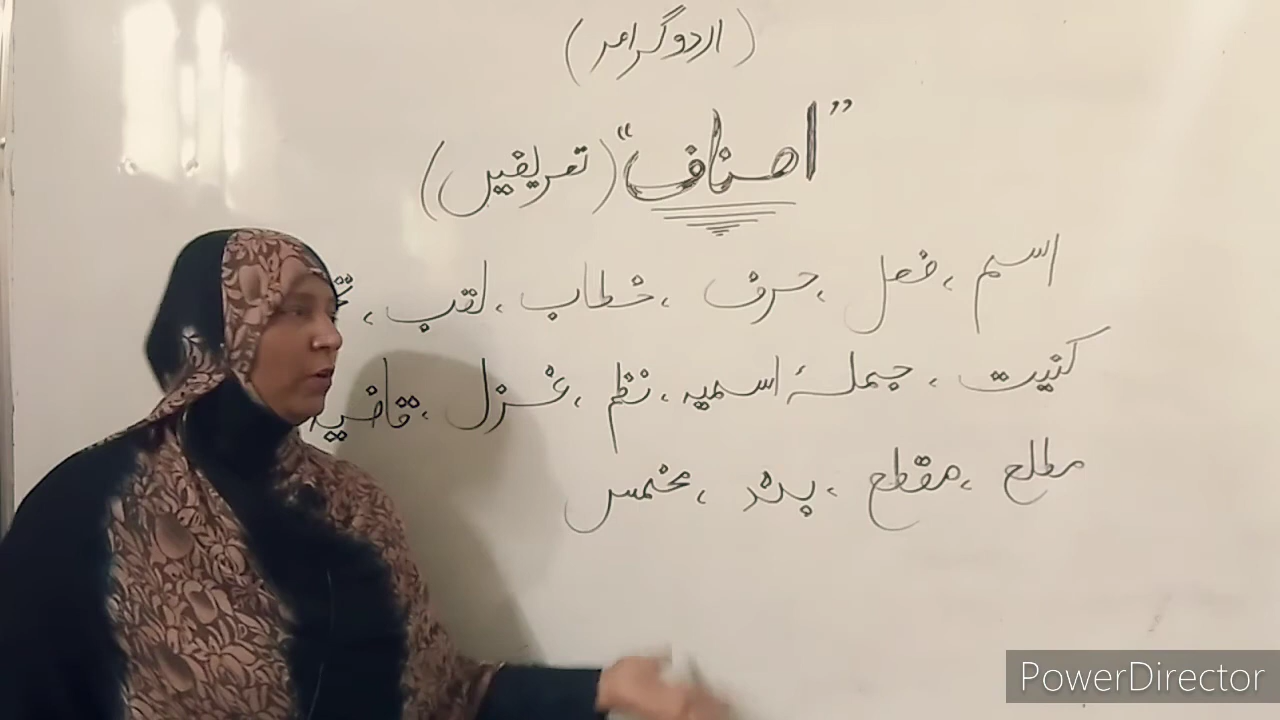 (اردو گرامر)
"اصناف" (تعریفیں)
اسم، فعل، حرف، خطاب، لقب،
کنیت، جملۂ اسمیہ، نظم، غزل، قافیہ
مطلع، مقطع، بند، مخمس
PowerDirector